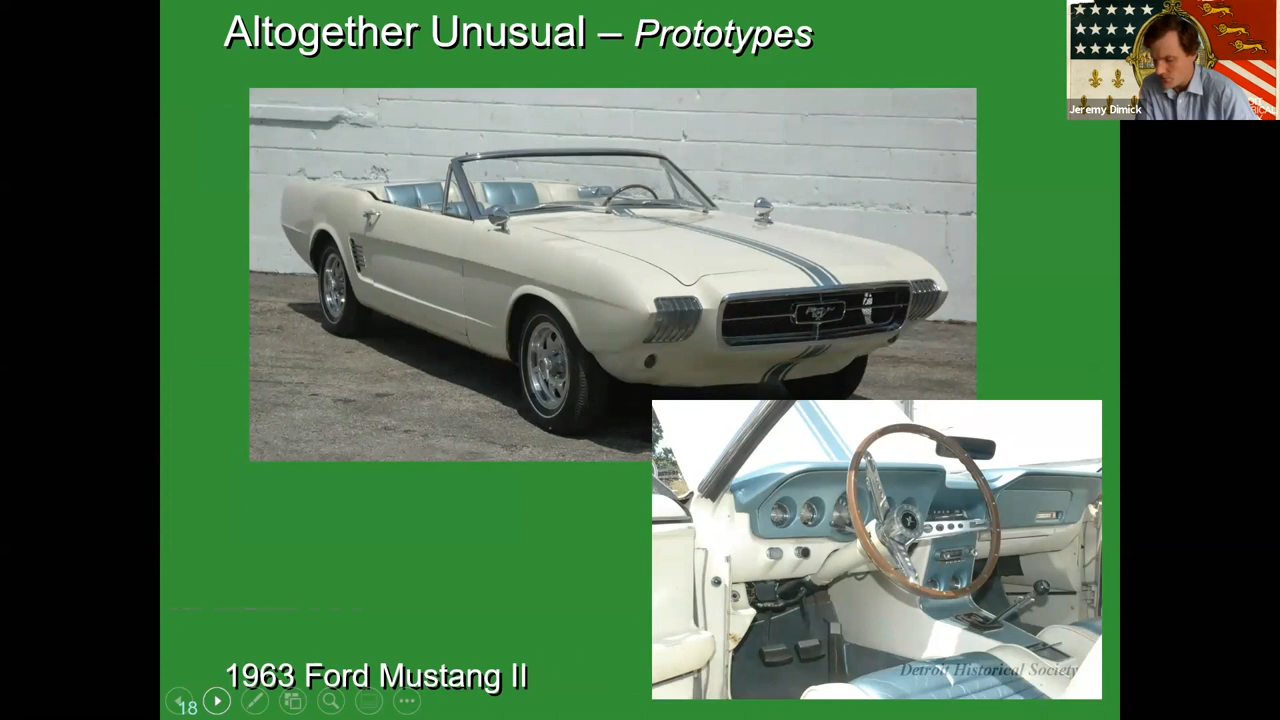 Altogether Unusual – Prototypes
Jeremy Dimick
Detroit Historical Society
1963 Ford Mustang II
18